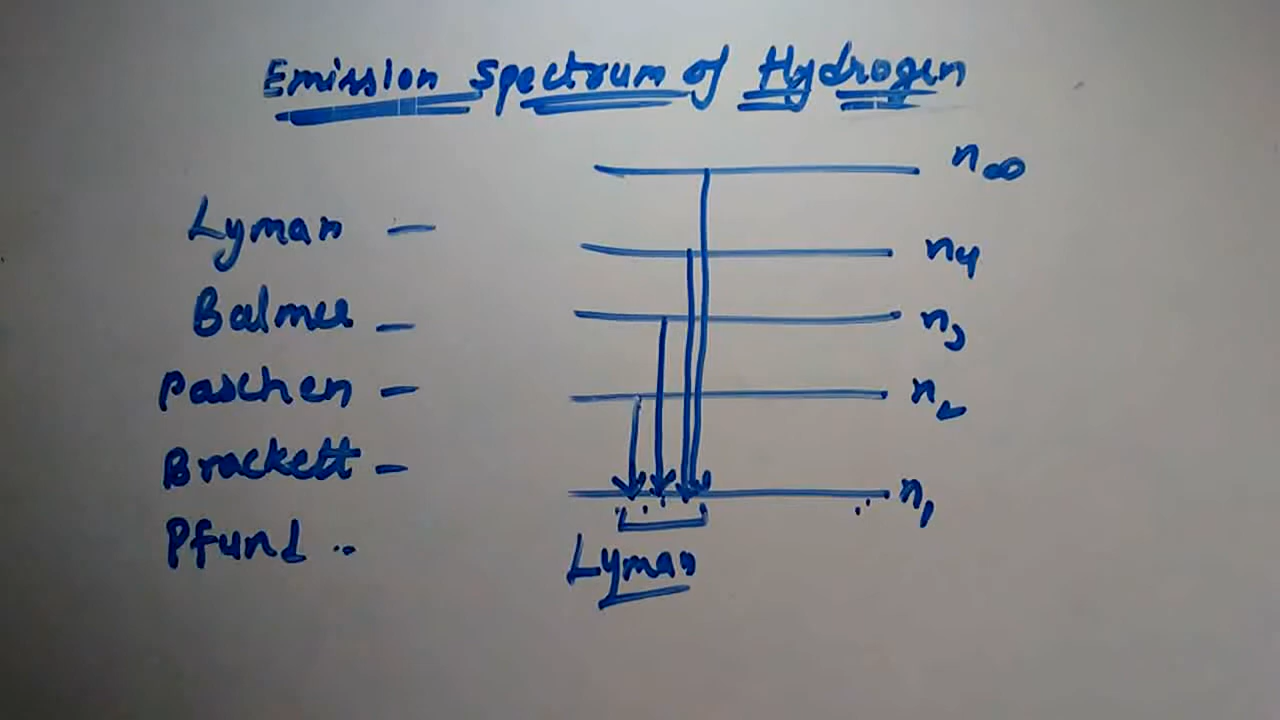 Emission Spectrum of Hydrogen
n∞
Lyman –
n4
Balmer –
n3
Paschen –
n2
Brackett –
n1
Pfund ..
Lyman